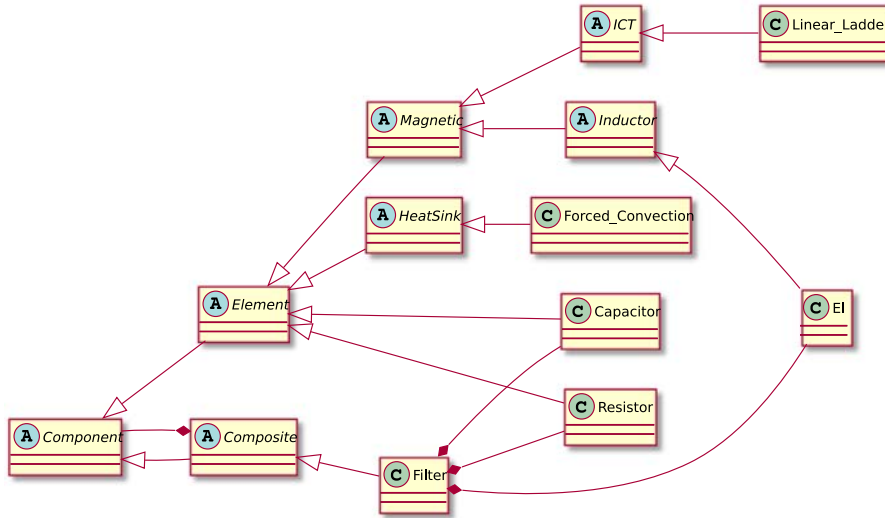 A ICT
C Linear_Ladde
A Magnetic
A Inductor
A HeatSink
C Forced_Convection
A Element
C Capacitor
C EI
C Resistor
A Component
A Composite
C Filter